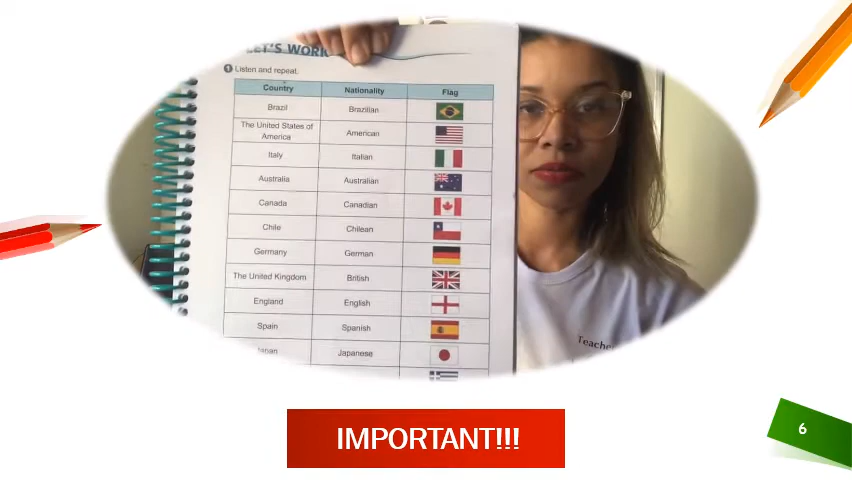 LET'S WORK
1 Listen and repeat.
Country Nationality Flag
Brazil Brazilian
The United States of
America American
Italy Italian
Australia Australian
Canada Canadian
Chile Chilean
Germany German
The United Kingdom British
England English
Spain Spanish
Japan Japanese
Teacher
IMPORTANT!!!
6